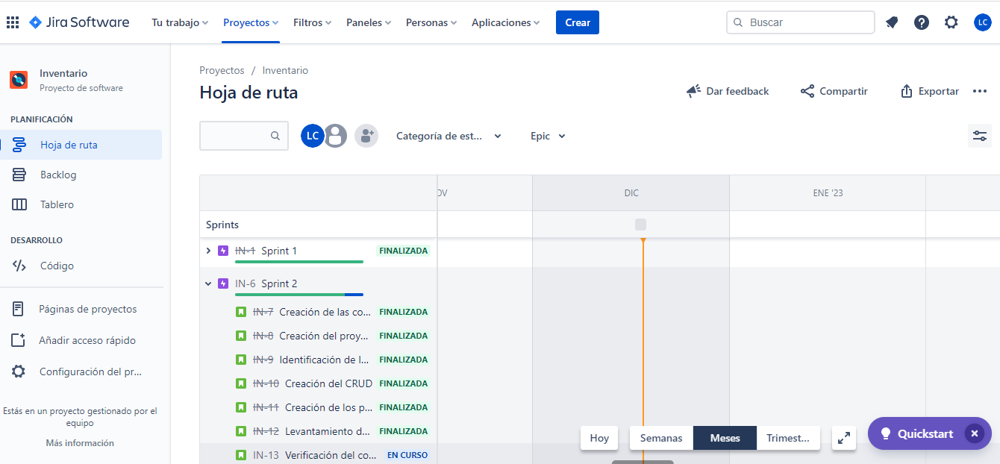 Jira Software Tu trabajo Proyectos Filtros Paneles Personas Aplicaciones Crear Buscar LC
Inventario
Proyecto de software
PLANIFICACIÓN
Hoja de ruta
Backlog
Tablero
DESARROLLO
Código
Páginas de proyectos
Añadir acceso rápido
Configuración del pr...
Estás en un proyecto gestionado por el
equipo
Más información
Proyectos / Inventario
Hoja de ruta
Dar feedback Compartir Exportar
LC Categoría de est... Epic
OV DIC ENE '23
Sprints
IN-1 Sprint 1 FINALIZADA
IN-6 Sprint 2
IN-7 Creación de las co... FINALIZADA
IN-8 Creación del proy... FINALIZADA
IN-9 Identificación de l... FINALIZADA
IN-10 Creación del CRUD FINALIZADA
IN-11 Creación de los p... FINALIZADA
IN-12 Levantamiento d... FINALIZADA
IN-13 Verificación del co... EN CURSO
Hoy Semanas Meses Trimest... Quickstart